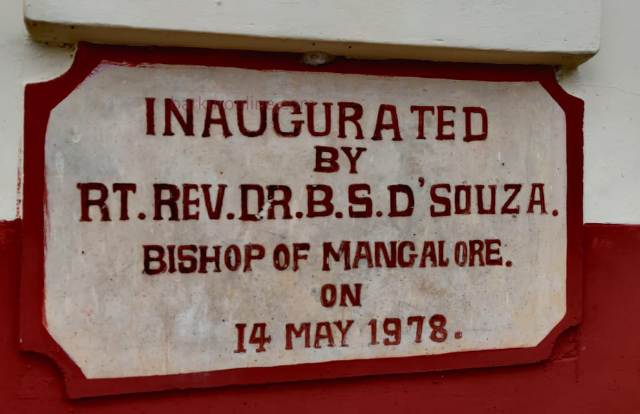 INAUGURATED
BY
RT.REV.DR.B.S.D'SOUZA.
BISHOP OF MANGALORE.
ON
14 MAY 1978.